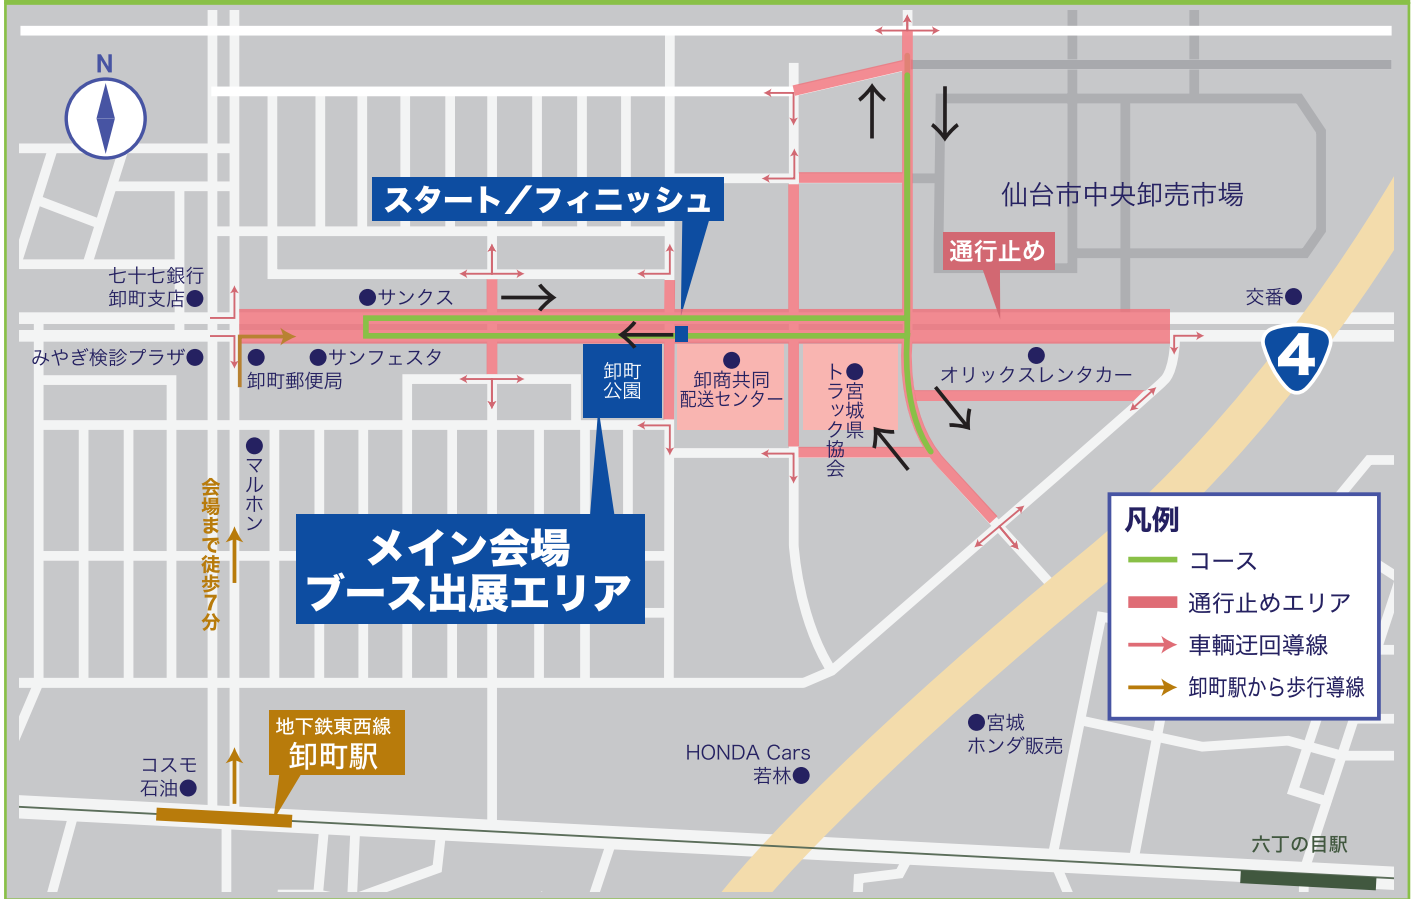 N
スタート／フィニッシュ
仙台市中央卸売市場
通行止め
七十七銀行
卸町支店
サンクス
交番
4
みやぎ検診プラザ
サンフェスタ
卸町郵便局
卸町
公園
卸商共同
配送センター
宮城県
トラック協会
オリックスレンタカー
マルホン
会場まで徒歩7分
メイン会場
ブース出展エリア
凡例
コース
通行止めエリア
車輌迂回導線
卸町駅から歩行導線
地下鉄東西線
卸町駅
コスモ
石油
HONDA Cars
若林
宮城
ホンダ販売
六丁の目駅